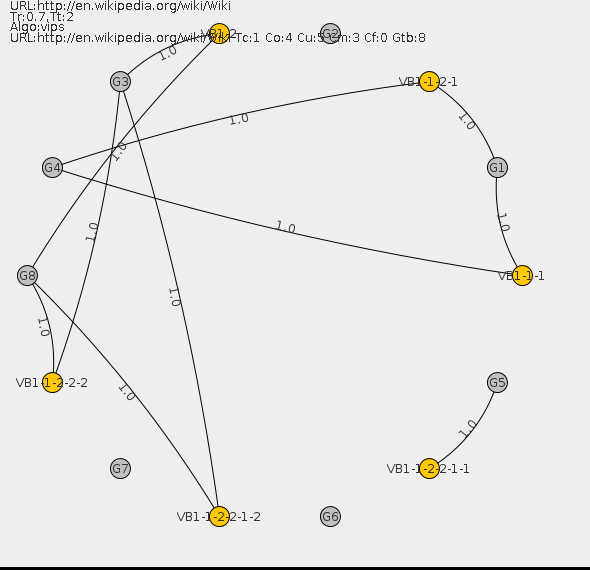 URL:http://en.wikipedia.org/wiki/Wiki
Tr:0.7,Tt:2
Algo:vips
URL:http://en.wikipedia.org/wiki/Wiki Tc:1 Co:4 Cu:5 Cm:3 Cf:0 Gtb:8
VB1-2
G2
1.0
G3
VB1-1-2-1
1.0
1.0
1.0
G4
G1
1.0
1.0
1.0
G8
VB1-1-1
1.0
1.0
VB1-1-2-2-2
G5
1.0
1.0
G7
VB1-1-2-2-1-1
VB1-1-2-2-1-2
G6